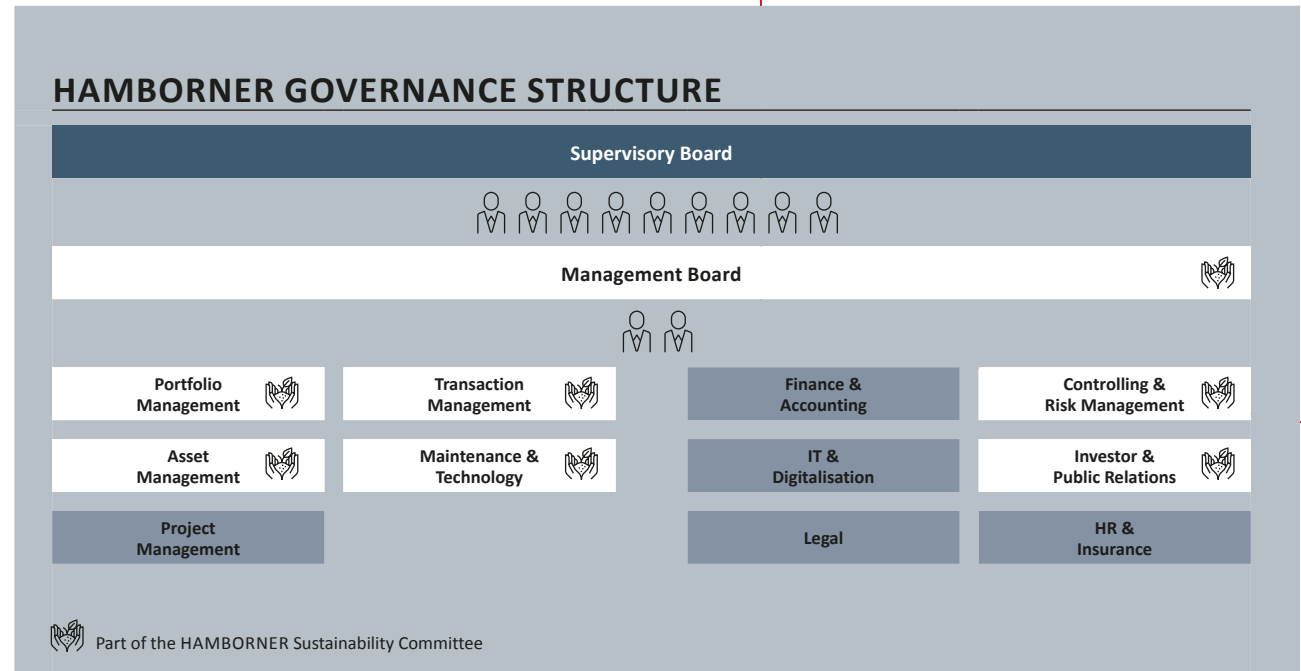 HAMBORNER GOVERNANCE STRUCTURE
Supervisory Board
Management Board
Portfolio
Management
Transaction
Management
Finance &
Accounting
Controlling &
Risk Management
Asset
Management
Maintenance &
Technology
IT &
Digitalisation
Investor &
Public Relations
Project
Management
Legal
HR &
Insurance
Part of the HAMBORNER Sustainability Committee